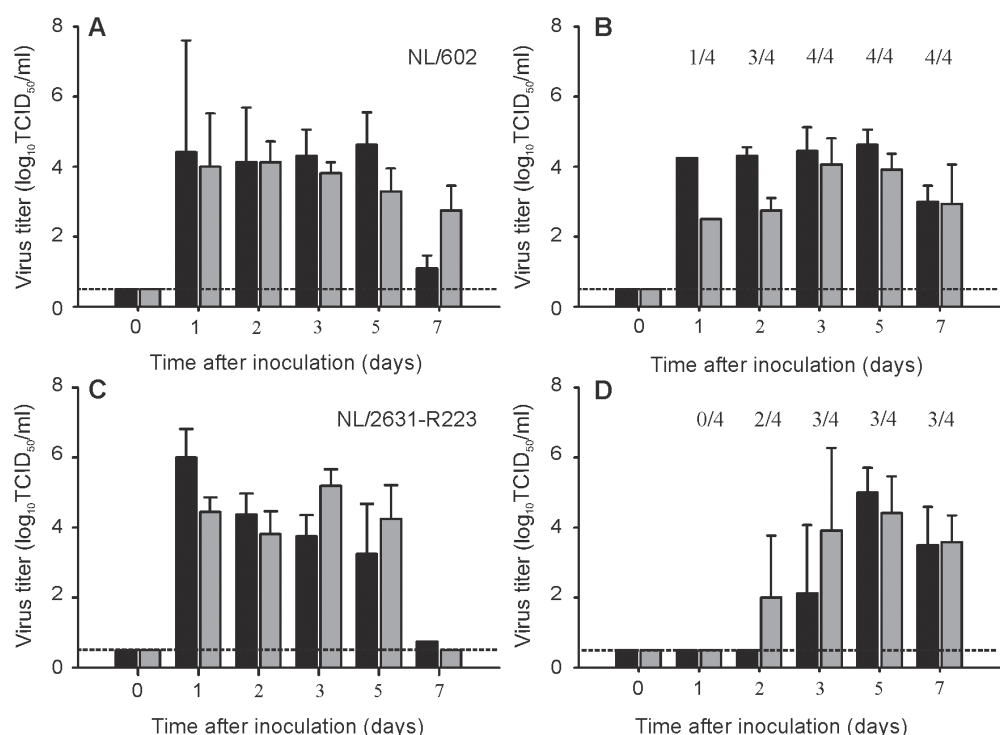 A
NL/602
Virus titer (log₁₀TCID₅₀/ml)
8
6
4
2
0
0 1 2 3 5 7
Time after inoculation (days)
B
1/4 3/4 4/4 4/4 4/4
Virus titer (log₁₀TCID₅₀/ml)
8
6
4
2
0
0 1 2 3 5 7
Time after inoculation (days)
C
NL/2631-R223
Virus titer (log₁₀TCID₅₀/ml)
8
6
4
2
0
0 1 2 3 5 7
Time after inoculation (days)
D
0/4 2/4 3/4 3/4 3/4
Virus titer (log₁₀TCID₅₀/ml)
8
6
4
2
0
0 1 2 3 5 7
Time after inoculation (days)